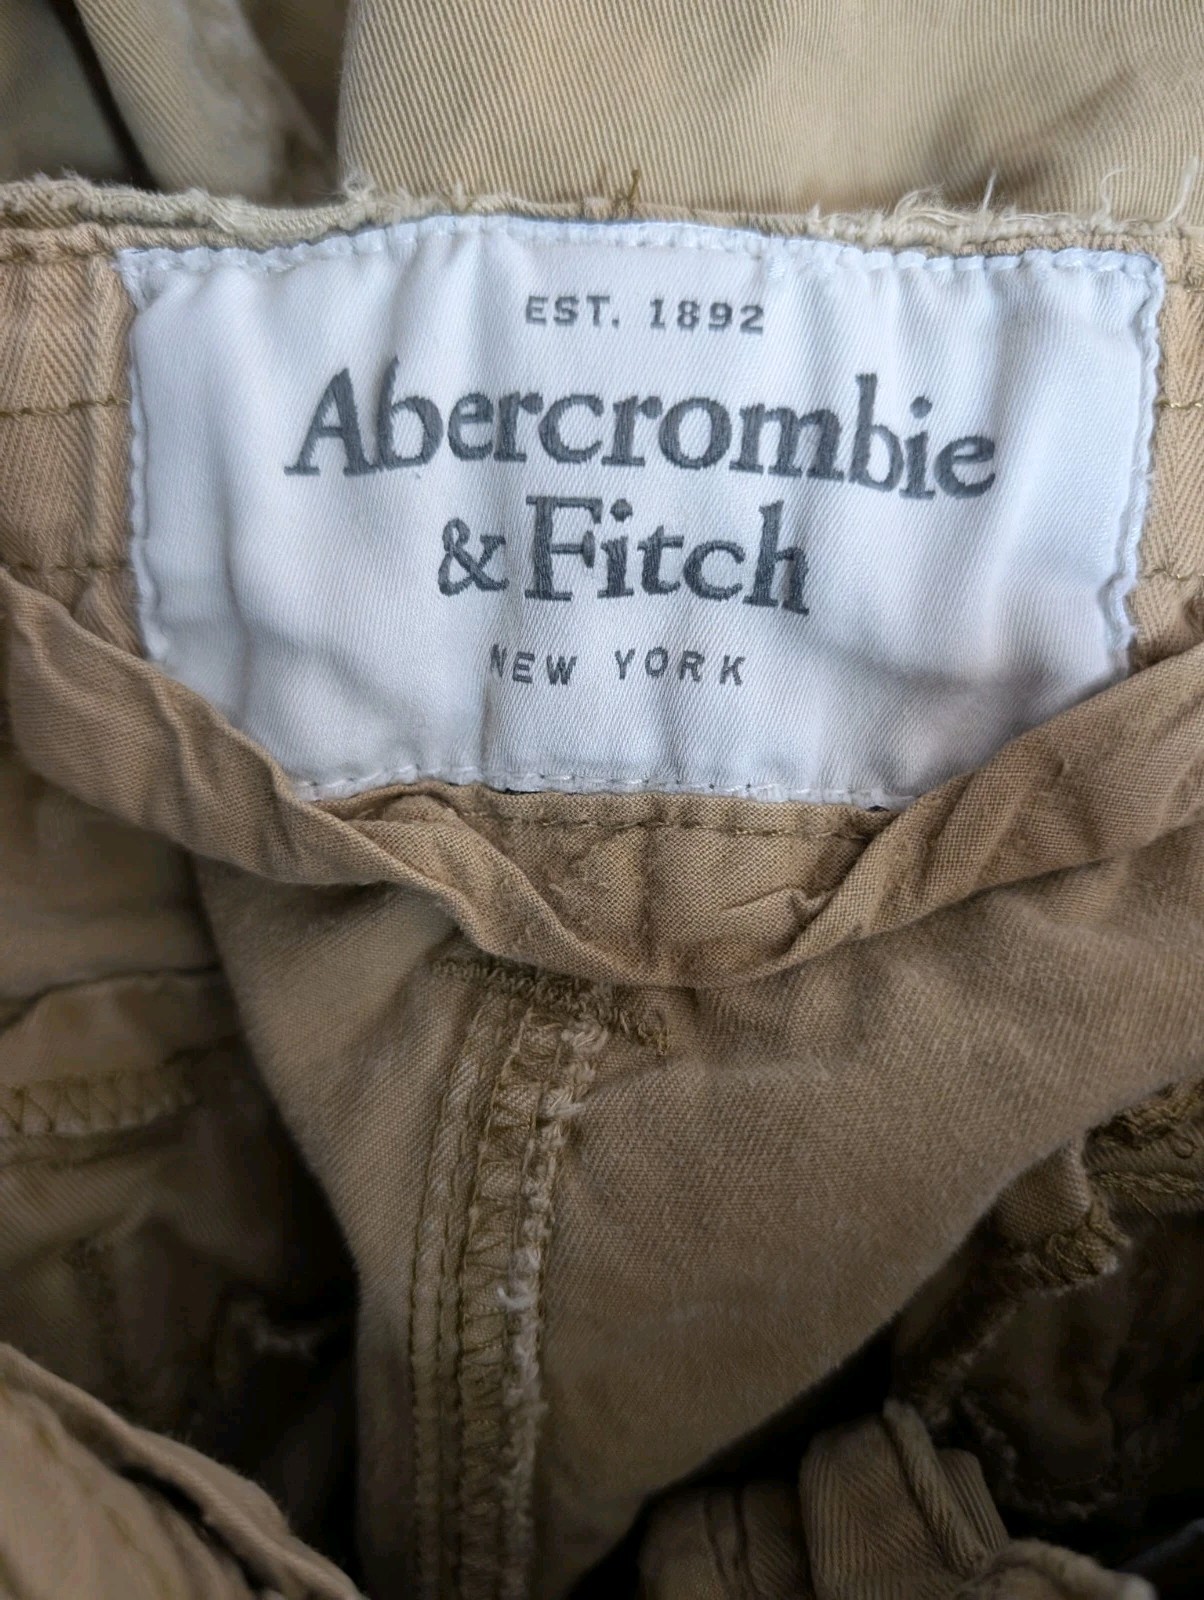 EST. 1892
Abercrombie
& Fitch
NEW YORK